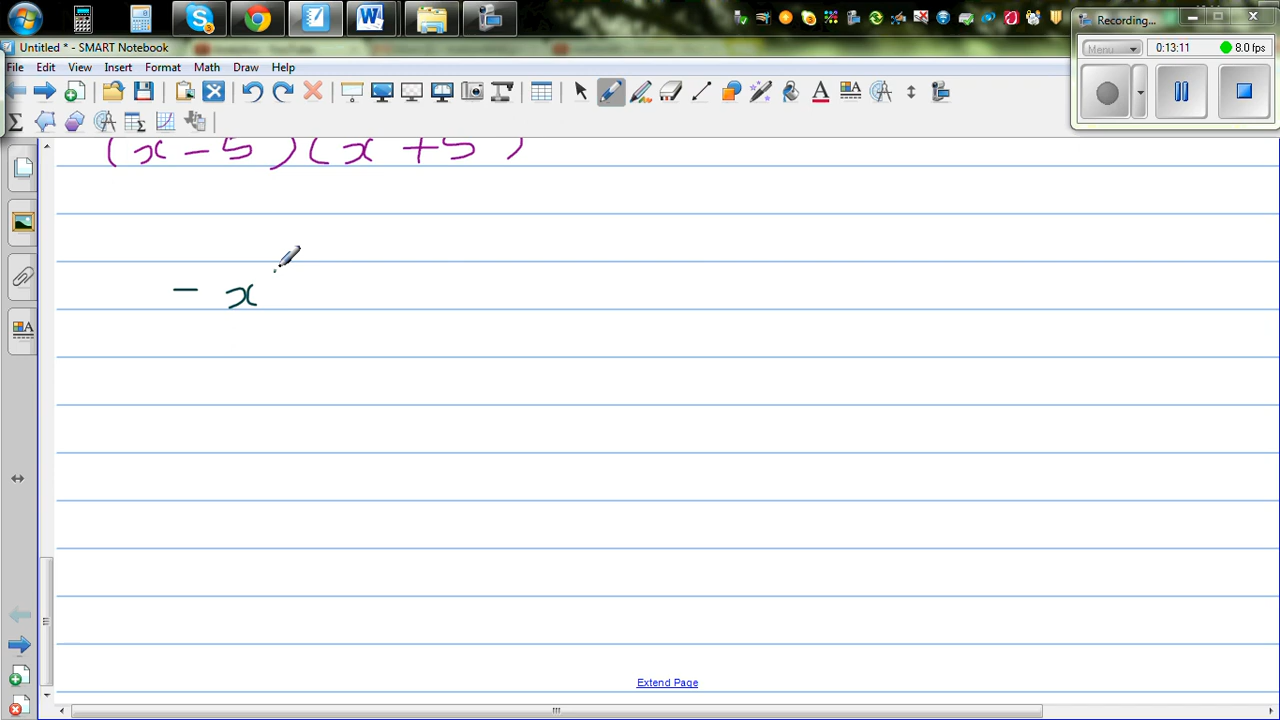 Untitled * - SMART Notebook
Recording...
File Edit View Insert Format Math Draw Help
Menu
0:13:11
8.0 fps
(x - 5)(x + 5)
- x
Extend Page